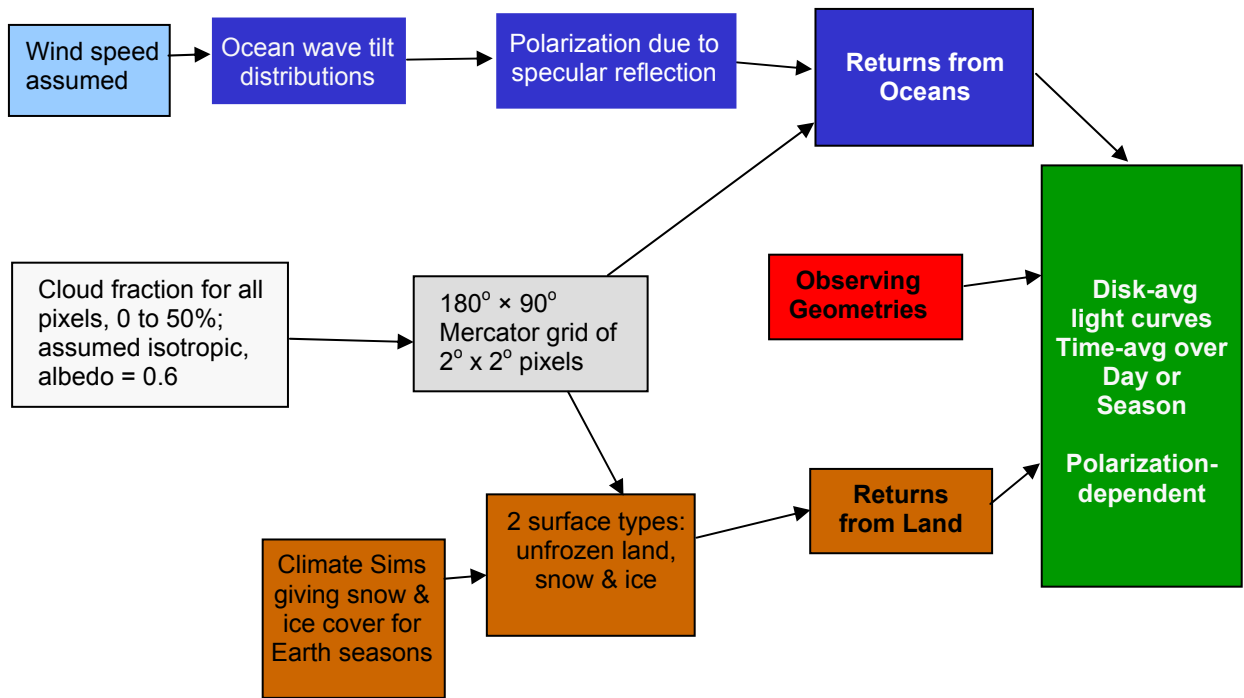 Wind speed
assumed
Ocean wave tilt
distributions
Polarization due to
specular reflection
Returns from
Oceans
Cloud fraction for all
pixels, 0 to 50%;
assumed isotropic,
albedo = 0.6
180° × 90°
Mercator grid of
2° x 2° pixels
Observing
Geometries
Disk-avg
light curves
Time-avg over
Day or
Season
Polarization-
dependent
Climate Sims
giving snow &
ice cover for
Earth seasons
2 surface types:
unfrozen land,
snow & ice
Returns
from Land